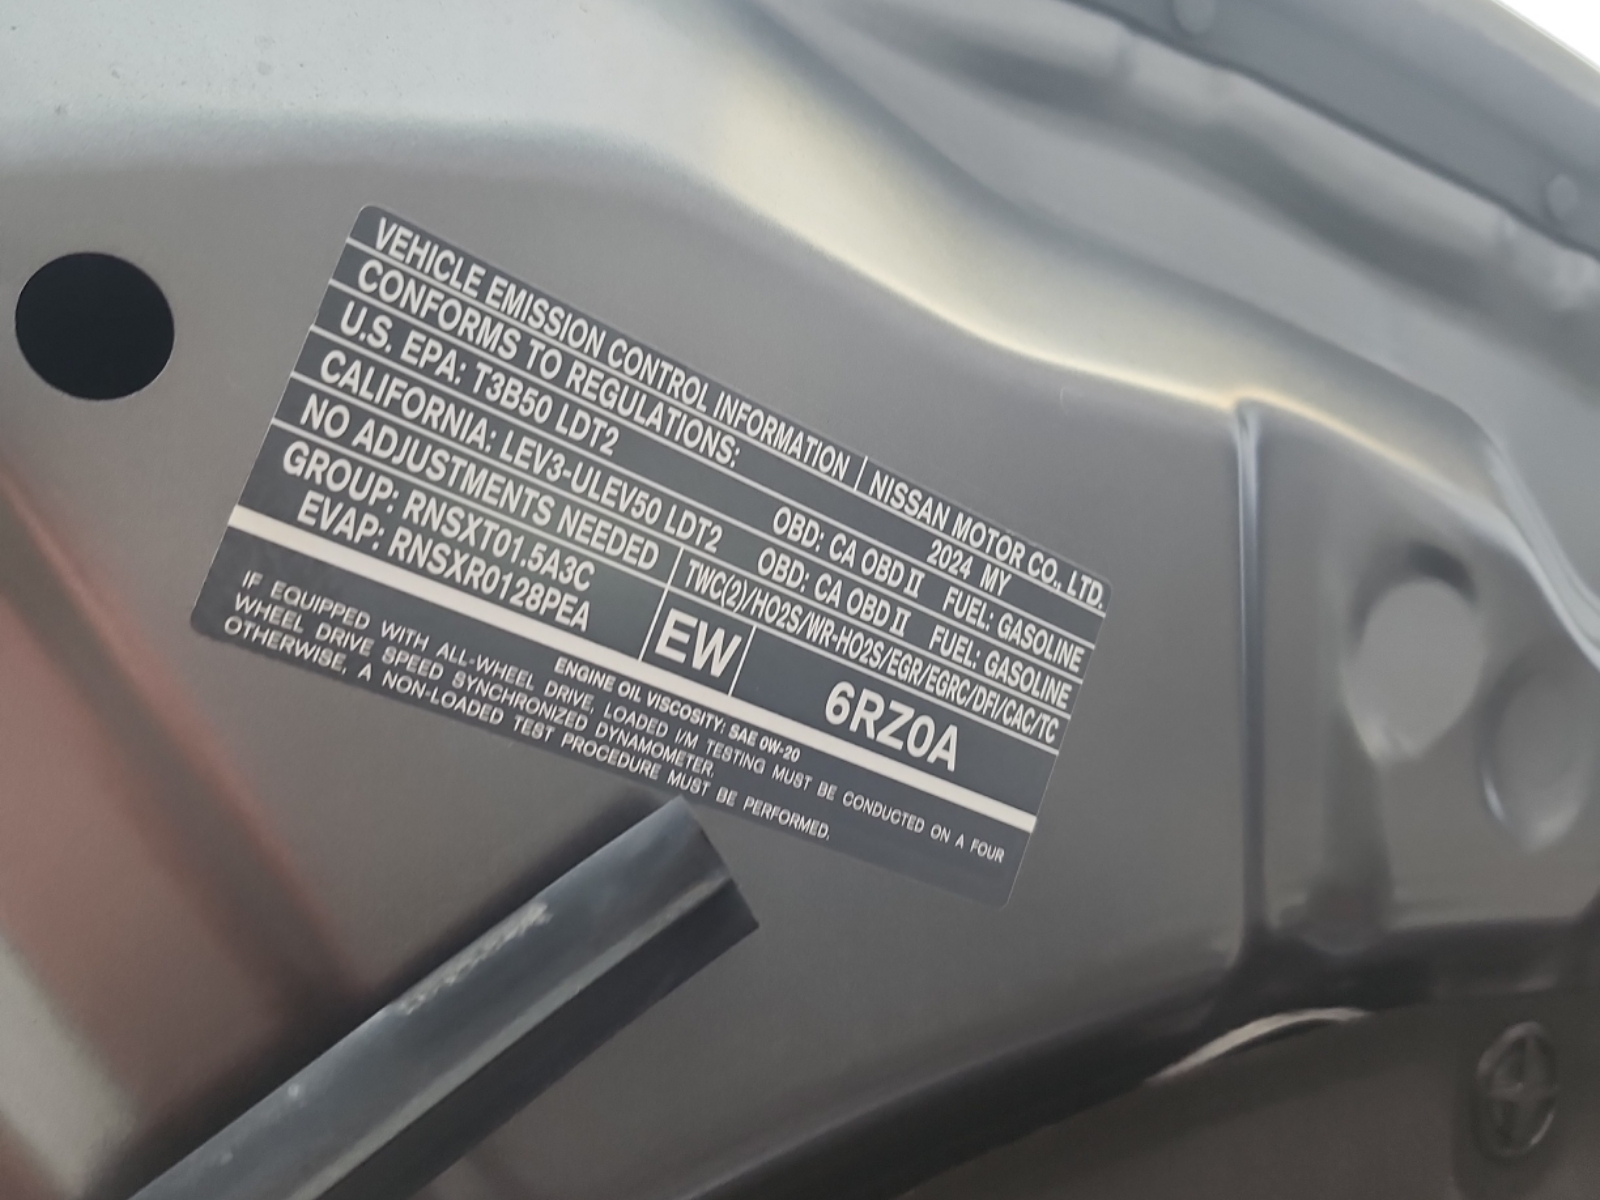 VEHICLE EMISSION CONTROL INFORMATION NISSAN MOTOR CO., LTD.
CONFORMS TO REGULATIONS: 2024 MY
U.S. EPA: T3B50 LDT2 OBD: CA OBD II FUEL: GASOLINE
CALIFORNIA: LEV3-ULEV50 LDT2 OBD: CA OBD II FUEL: GASOLINE
NO ADJUSTMENTS NEEDED TWC(2)/HO2S/WR-HO2S/EGR/EGRC/DFI/CAC/TC
GROUP: RNSXT01.5A3C
EVAP: RNSXR0128PEA
EW
6RZ0A
ENGINE OIL VISCOSITY: SAE 0W-20
IF EQUIPPED WITH ALL-WHEEL DRIVE, LOADED I/M TESTING MUST BE CONDUCTED ON A FOUR
WHEEL DRIVE SPEED SYNCHRONIZED DYNAMOMETER.
OTHERWISE, A NON-LOADED TEST PROCEDURE MUST BE PERFORMED.